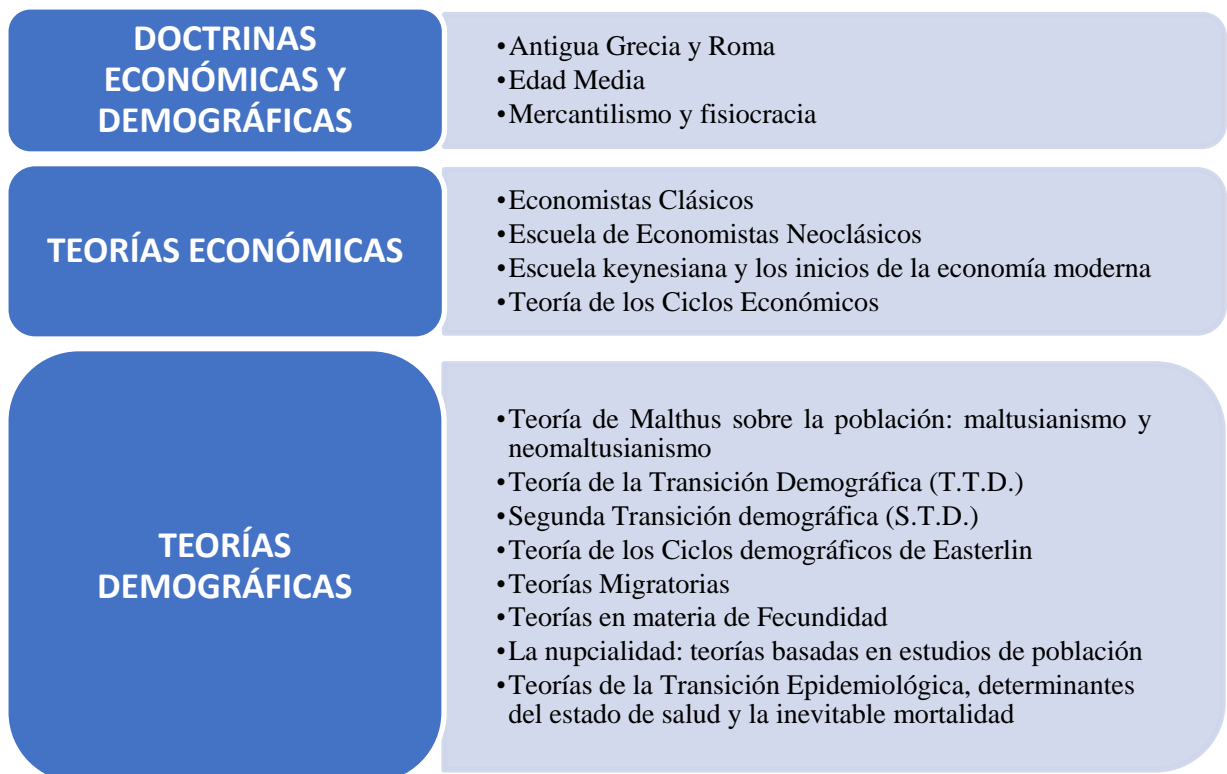 DOCTRINAS
ECONÓMICAS Y
DEMOGRÁFICAS
•Antigua Grecia y Roma
•Edad Media
•Mercantilismo y fisiocracia
TEORÍAS ECONÓMICAS
•Economistas Clásicos
•Escuela de Economistas Neoclásicos
•Escuela keynesiana y los inicios de la economía moderna
•Teoría de los Ciclos Económicos
TEORÍAS
DEMOGRÁFICAS
•Teoría de Malthus sobre la población: maltusianismo y
neomaltusianismo
•Teoría de la Transición Demográfica (T.T.D.)
•Segunda Transición demográfica (S.T.D.)
•Teoría de los Ciclos demográficos de Easterlin
•Teorías Migratorias
•Teorías en materia de Fecundidad
•La nupcialidad: teorías basadas en estudios de población
•Teorías de la Transición Epidemiológica, determinantes
del estado de salud y la inevitable mortalidad